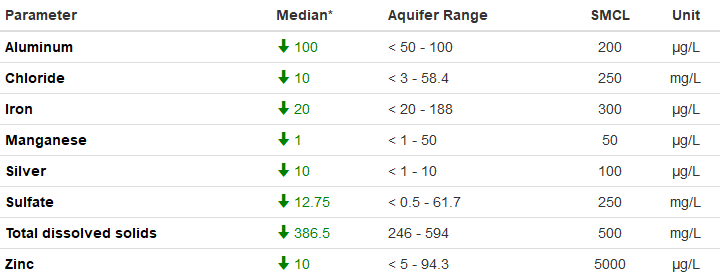 Parameter Median* Aquifer Range SMCL Unit
Aluminum 100 < 50 - 100 200 µg/L
Chloride 10 < 3 - 58.4 250 mg/L
Iron 20 < 20 - 188 300 µg/L
Manganese 1 < 1 - 50 50 µg/L
Silver 10 < 1 - 10 100 µg/L
Sulfate 12.75 < 0.5 - 61.7 250 mg/L
Total dissolved solids 386.5 246 - 594 500 mg/L
Zinc 10 < 5 - 94.3 5000 µg/L